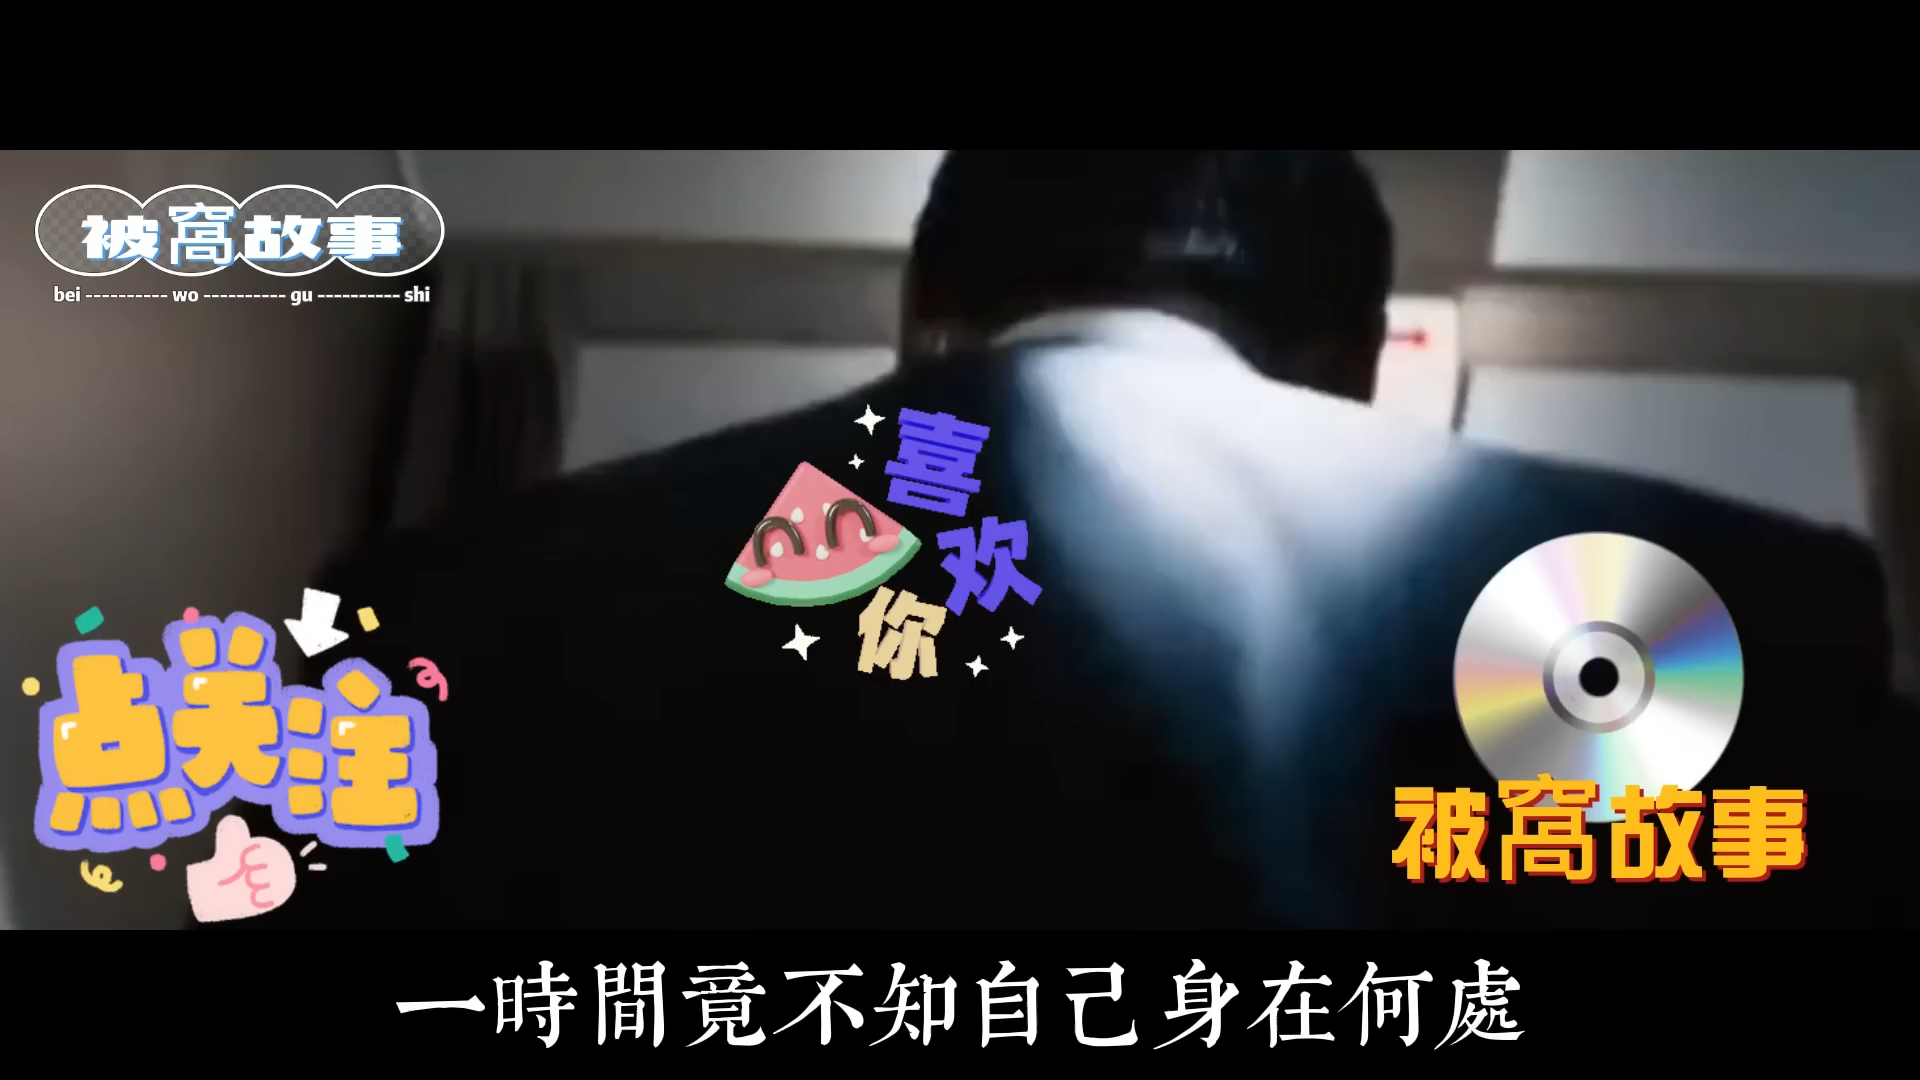 被窩故事
bei ---------- wo ---------- gu ---------- shi
喜
欢
你
点关注
被窩故事
一時間竟不知自己身在何處